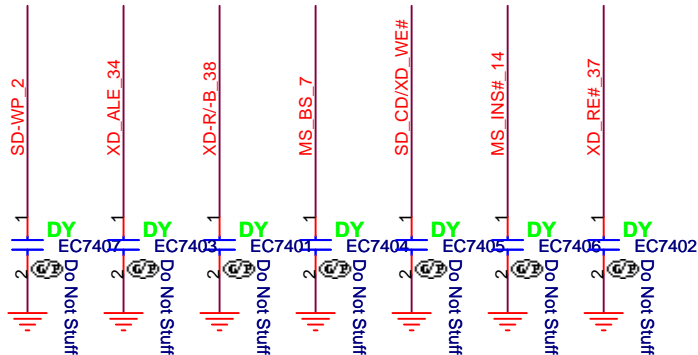 SD-WP_2
XD_ALE_34
XD-R/-B_38
MS_BS_7
SD_CD/XD_WE#
MS_INS#_14
XD_RE#_37
1 1 1 1 1 1 1
DY DY DY DY DY DY DY
EC7407 EC7403 EC7401 EC7404 EC7405 EC7406 EC7402
2 2 2 2 2 2 2
G/P G/P G/P G/P G/P G/P G/P
Do Not Stuff
Do Not Stuff
Do Not Stuff
Do Not Stuff
Do Not Stuff
Do Not Stuff
Do Not Stuff